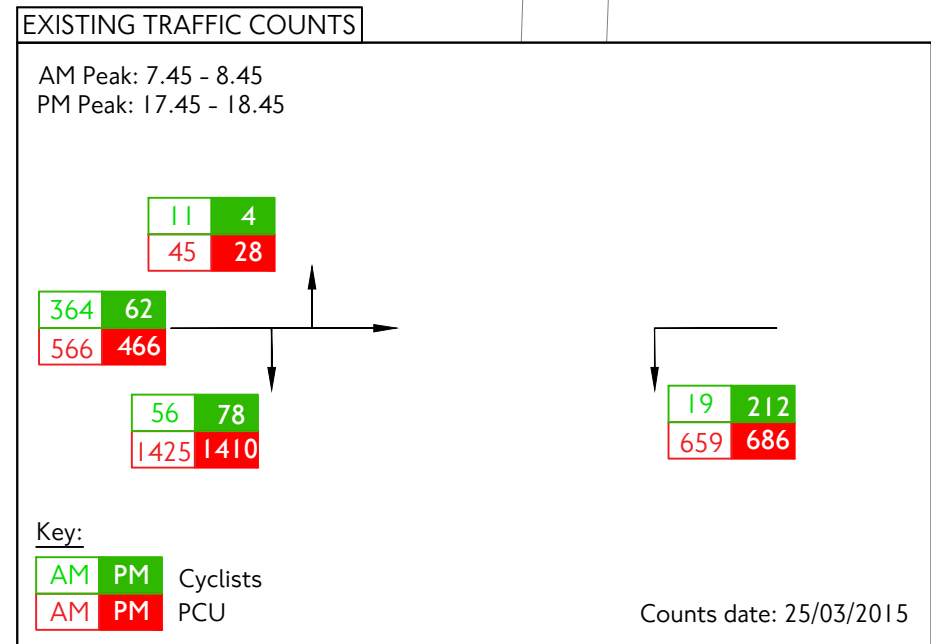 EXISTING TRAFFIC COUNTS
AM Peak: 7.45 - 8.45
PM Peak: 17.45 - 18.45
11 4
45 28
364 62
566 466
56 78
1425 1410
19 212
659 686
Key:
AM PM Cyclists
AM PM PCU
Counts date: 25/03/2015